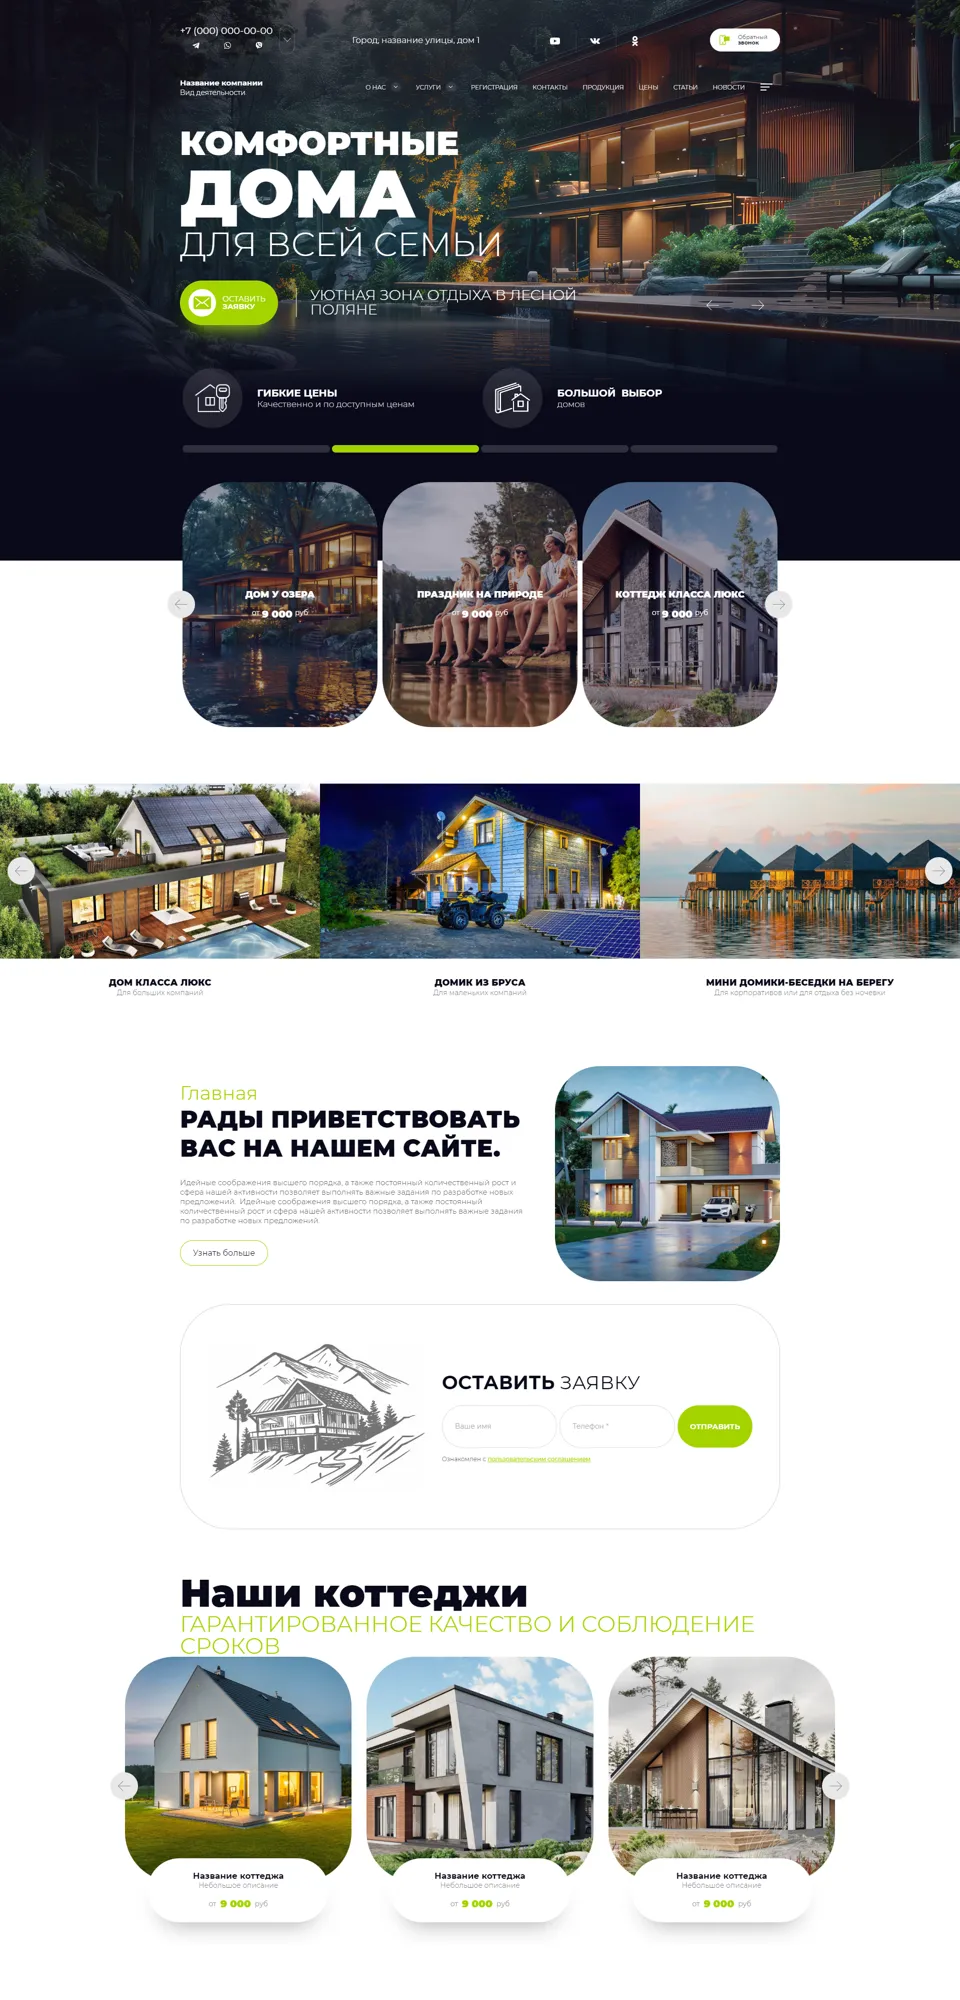 +7 (000) 000-00-00
Город, название улицы, дом 1
Обратный
звонок
Название компании
Вид деятельности
О НАС
УСЛУГИ
РЕГИСТРАЦИЯ
КОНТАКТЫ
ПРОДУКЦИЯ
ЦЕНЫ
СТАТЬИ
НОВОСТИ
КОМФОРТНЫЕ
ДОМА
ДЛЯ ВСЕЙ СЕМЬИ
ОСТАВИТЬ
ЗАЯВКУ
УЮТНАЯ ЗОНА ОТДЫХА В ЛЕСНОЙ
ПОЛЯНЕ
ГИБКИЕ ЦЕНЫ
Качественно и по доступным ценам
БОЛЬШОЙ ВЫБОР
домов
ДОМ У ОЗЕРА
от 9 000 руб
ПРАЗДНИК НА ПРИРОДЕ
от 9 000 руб
КОТТЕДЖ КЛАССА ЛЮКС
от 9 000 руб
ДОМ КЛАССА ЛЮКС
Для больших компаний
ДОМИК ИЗ БРУСА
Для маленьких компаний
МИНИ ДОМИКИ-БЕСЕДКИ НА БЕРЕГУ
Для корпоративов или для отдыха без ночевки
Главная
РАДЫ ПРИВЕТСТВОВАТЬ
ВАС НА НАШЕМ САЙТЕ.
Идейные соображения высшего порядка, а также постоянный количественный рост и
сфера нашей активности позволяет выполнять важные задания по разработке новых
предложений. Идейные соображения высшего порядка, а также постоянный
количественный рост и сфера нашей активности позволяет выполнять важные задания
по разработке новых предложений
Узнать больше
ОСТАВИТЬ ЗАЯВКУ
Ваше имя
Телефон *
ОТПРАВИТЬ
Ознакомлен с пользовательским соглашением
Наши коттеджи
ГАРАНТИРОВАННОЕ КАЧЕСТВО И СОБЛЮДЕНИЕ
СРОКОВ
Название коттеджа
Небольшое описание
от 9 000 руб
Название коттеджа
Небольшое описание
от 9 000 руб
Название коттеджа
Небольшое описание
от 9 000 руб